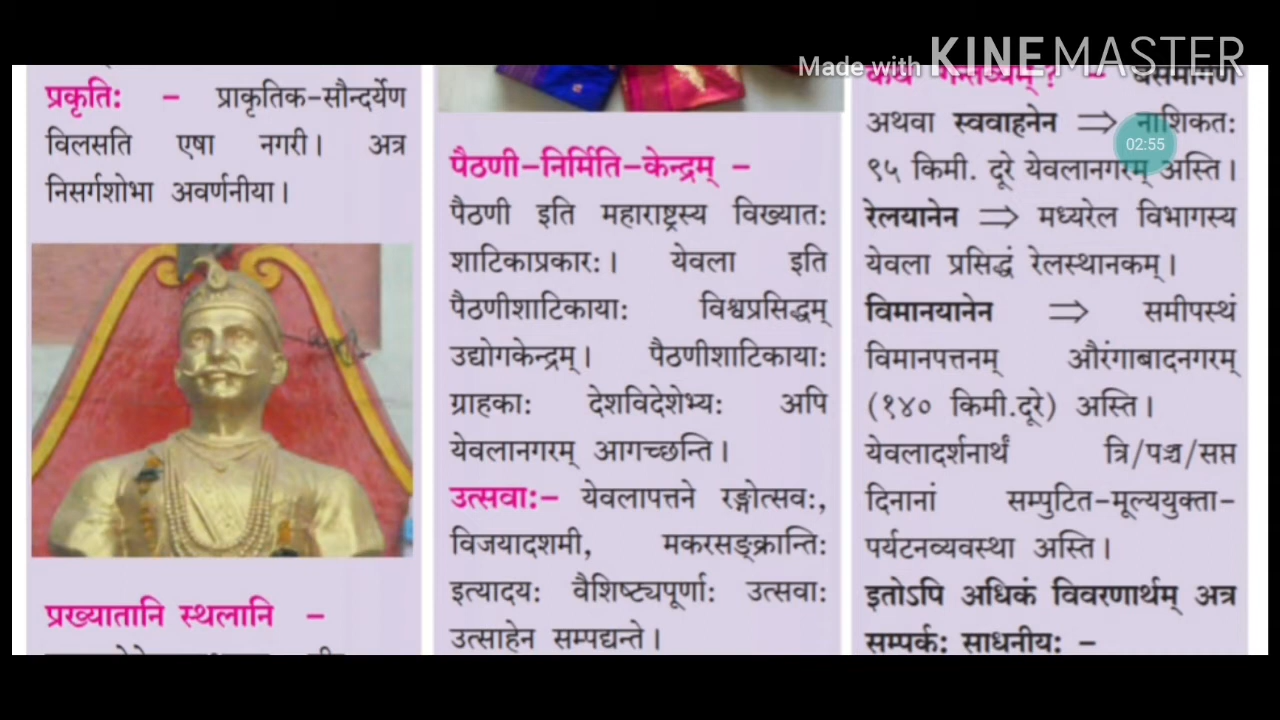 Made with KINEMASTER
02:55
प्रकृतिः – प्राकृतिक-सौन्दर्येण
विलसति एषा नगरी। अत्र
निसर्गशोभा अवर्णनीया।
प्रख्यातानि स्थलानि –
पैठणी-निर्मिति-केन्द्रम् –
पैठणी इति महाराष्ट्रस्य विख्यातः
शाटिकाप्रकारः। येवला इति
पैठणीशाटिकायाः विश्वप्रसिद्धम्
उद्योगकेन्द्रम्। पैठणीशाटिकायाः
ग्राहकाः देशविदेशेभ्यः अपि
येवलानगरम् आगच्छन्ति।
उत्सवाः– येवलापत्तने रङ्गोत्सवः,
विजयादशमी, मकरसङ्क्रान्तिः
इत्यादयः वैशिष्ट्यपूर्णाः उत्सवाः
उत्साहेन सम्पद्यन्ते।
अथवा स्ववाहनेन ⇒ नाशिकतः
९५ किमी. दूरे येवलानगरम् अस्ति।
रेलयानेन ⇒ मध्यरेल विभागस्य
येवला प्रसिद्धं रेलस्थानकम्।
विमानयानेन ⇒ समीपस्थं
विमानपत्तनम् औरंगाबादनगरम्
(१४० किमी.दूरे) अस्ति।
येवलादर्शनार्थं त्रि/पञ्च/सप्त
दिनानां सम्पुटित-मूल्ययुक्ता-
पर्यटनव्यवस्था अस्ति।
इतोऽपि अधिकं विवरणार्थम् अत्र
सम्पर्कः साधनीयः –